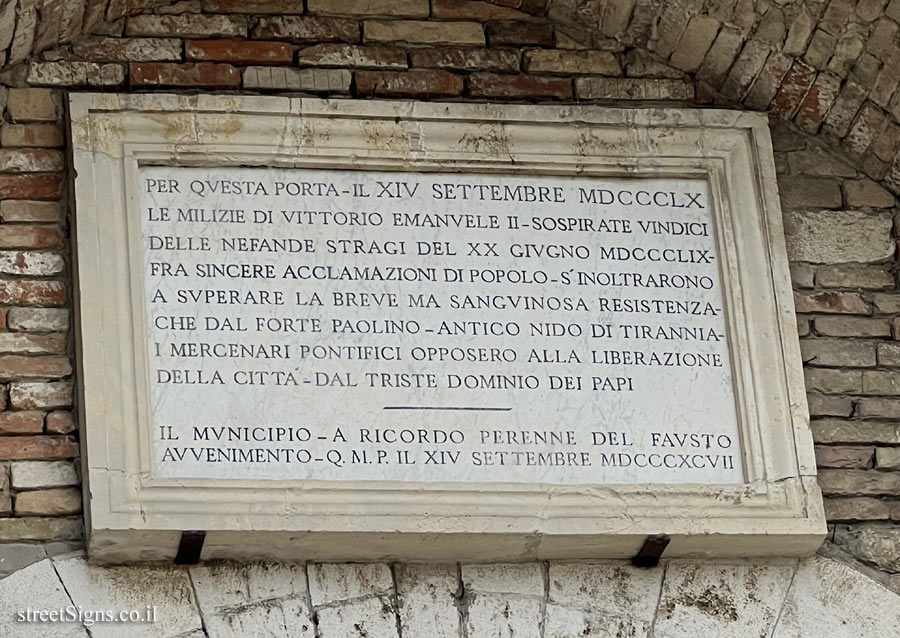 PER QVESTA PORTA-IL XIV SETTEMBRE MDCCCLX
LE MILIZIE DI VITTORIO EMANVELE II-SOSPIRATE VINDICI
DELLE NEFANDE STRAGI DEL XX GIVGNO MDCCCLIX-
FRA SINCERE ACCLAMAZIONI DI POPOLO-S'INOLTRARONO
A SVPERARE LA BREVE MA SANGVINOSA RESISTENZA-
CHE DAL FORTE PAOLINO-ANTICO NIDO DI TIRANNIA-
I MERCENARI PONTIFICI OPPOSERO ALLA LIBERAZIONE
DELLA CITTA'-DAL TRISTE DOMINIO DEI PAPI
IL MVNICIPIO-A RICORDO PERENNE DEL FAVSTO
AVVENIMENTO-Q.M.P. IL XIV SETTEMBRE MDCCCXCVII
streetSigns.co.il